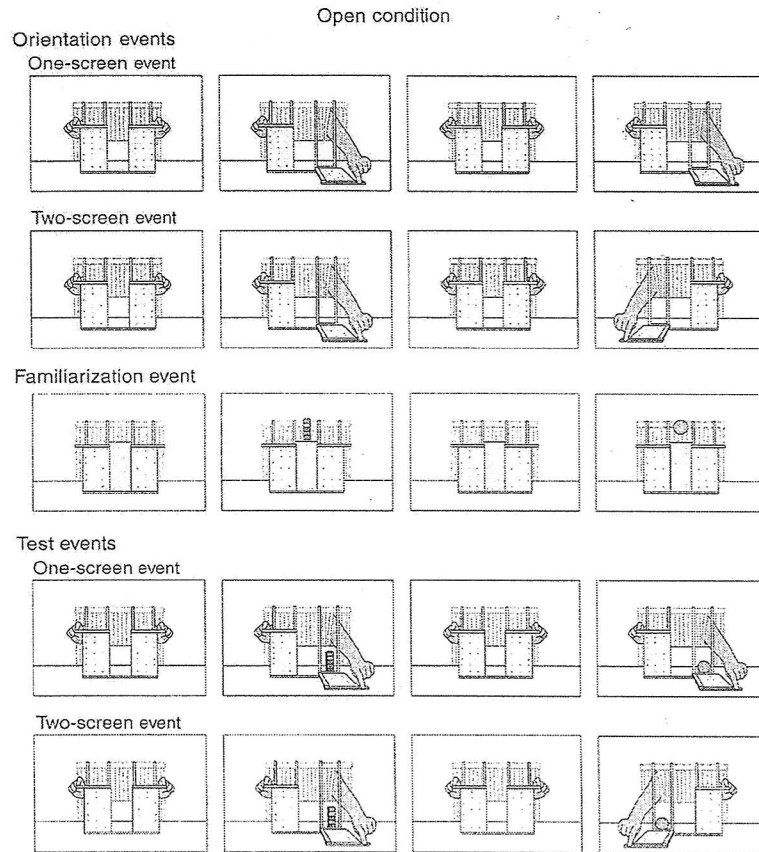 Open condition
Orientation events
One-screen event
Two-screen event
Familiarization event
Test events
One-screen event
Two-screen event